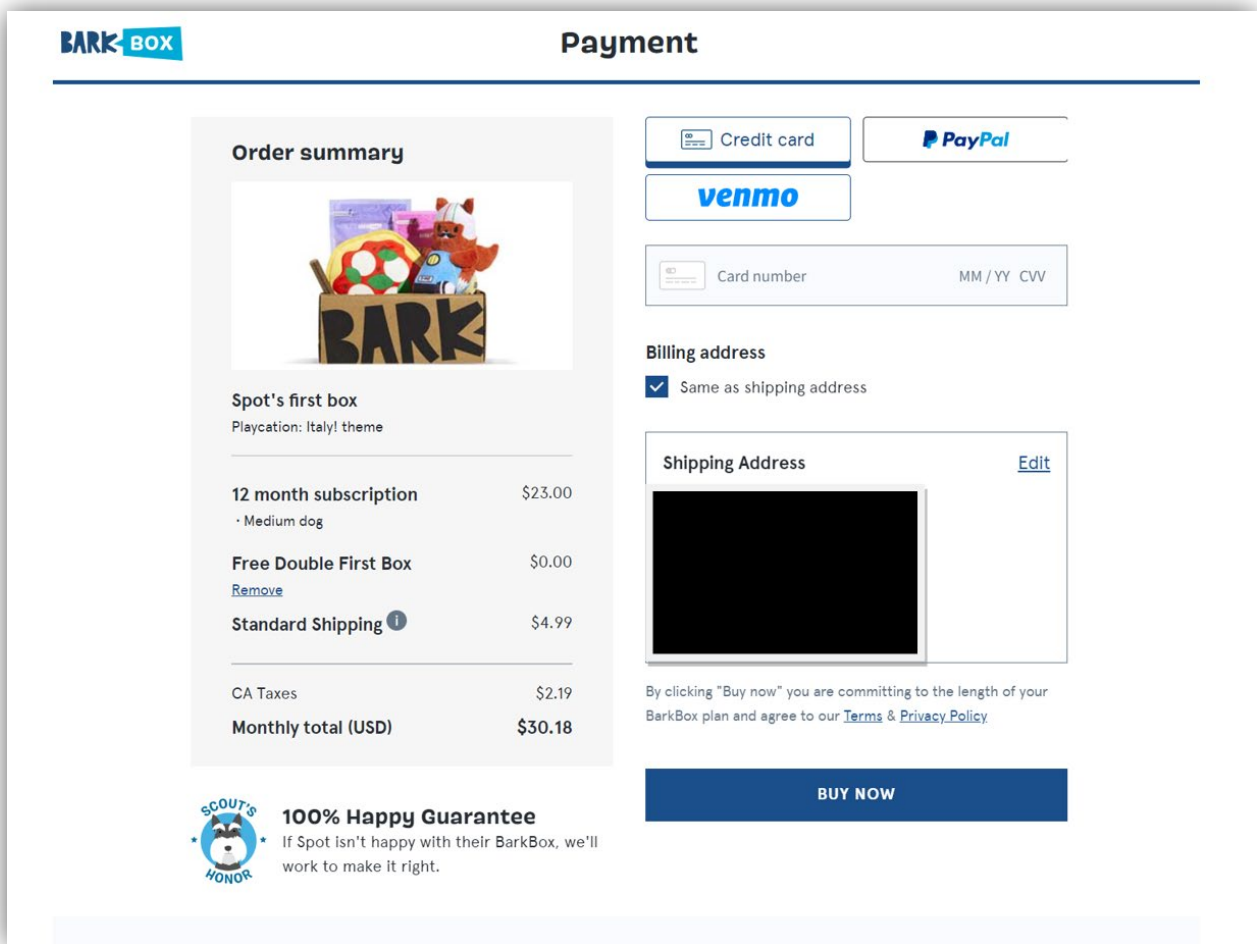 BARK BOX
Payment
Order summary
BARK
Spot's first box
Playcation: Italy! theme
12 month subscription $23.00
· Medium dog
Free Double First Box $0.00
Remove
Standard Shipping i $4.99
CA Taxes $2.19
Monthly total (USD) $30.18
SCOUT'S HONOR
100% Happy Guarantee
If Spot isn't happy with their BarkBox, we'll
work to make it right.
Credit card
PayPal
venmo
Card number MM / YY CVV
Billing address
Same as shipping address
Shipping Address Edit
By clicking "Buy now" you are committing to the length of your
BarkBox plan and agree to our Terms & Privacy Policy
BUY NOW